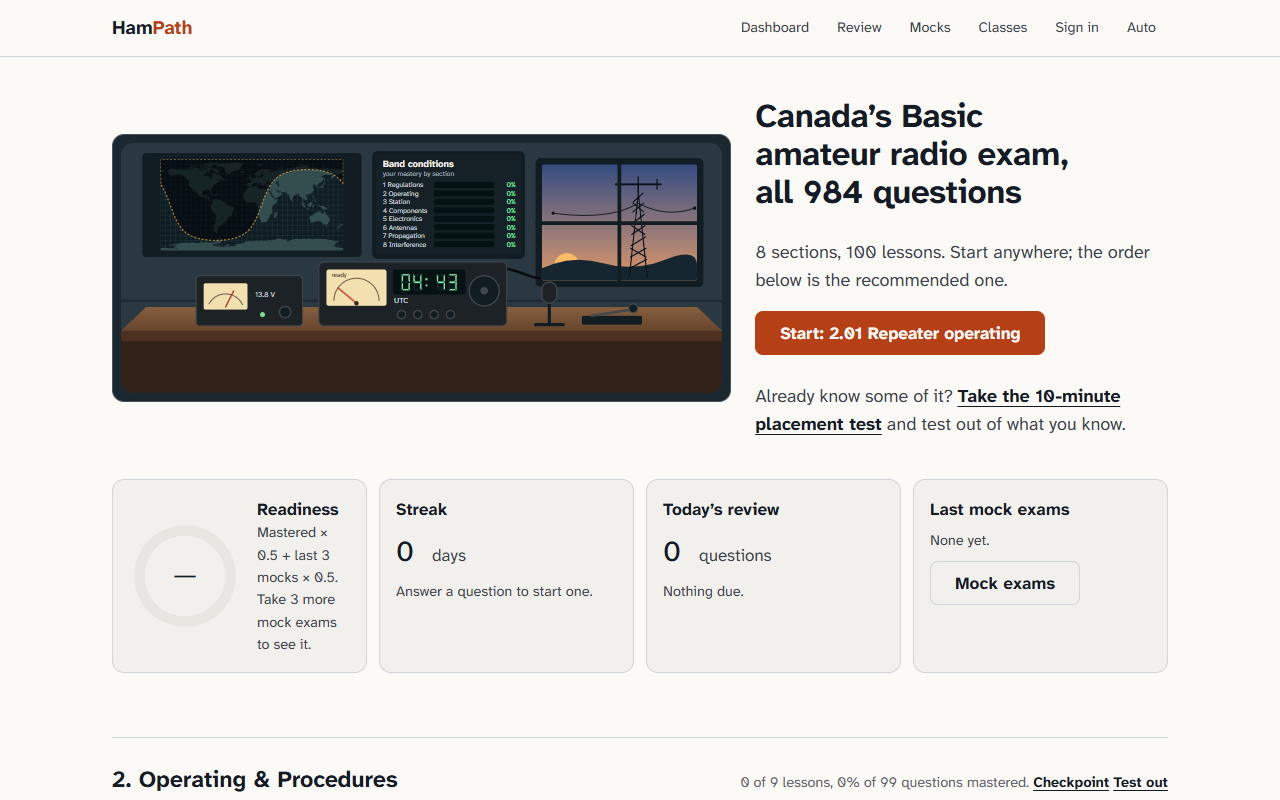 HamPath
Dashboard
Review
Mocks
Classes
Sign in
Auto
Band conditions
your mastery by section
1 Regulations 0%
2 Operating 0%
3 Station 0%
4 Components 0%
5 Electronics 0%
6 Antennas 0%
7 Propagation 0%
8 Interference 0%
13.8 V
ready
04:43
UTC
Canada’s Basic
amateur radio exam,
all 984 questions
8 sections, 100 lessons. Start anywhere; the order
below is the recommended one.
Start: 2.01 Repeater operating
Already know some of it? Take the 10-minute
placement test and test out of what you know.
Readiness
Mastered ×
0.5 + last 3
mocks × 0.5.
Take 3 more
mock exams
to see it.
—
Streak
0 days
Answer a question to start one.
Today’s review
0 questions
Nothing due.
Last mock exams
None yet.
Mock exams
2. Operating & Procedures
0 of 9 lessons, 0% of 99 questions mastered. Checkpoint Test out